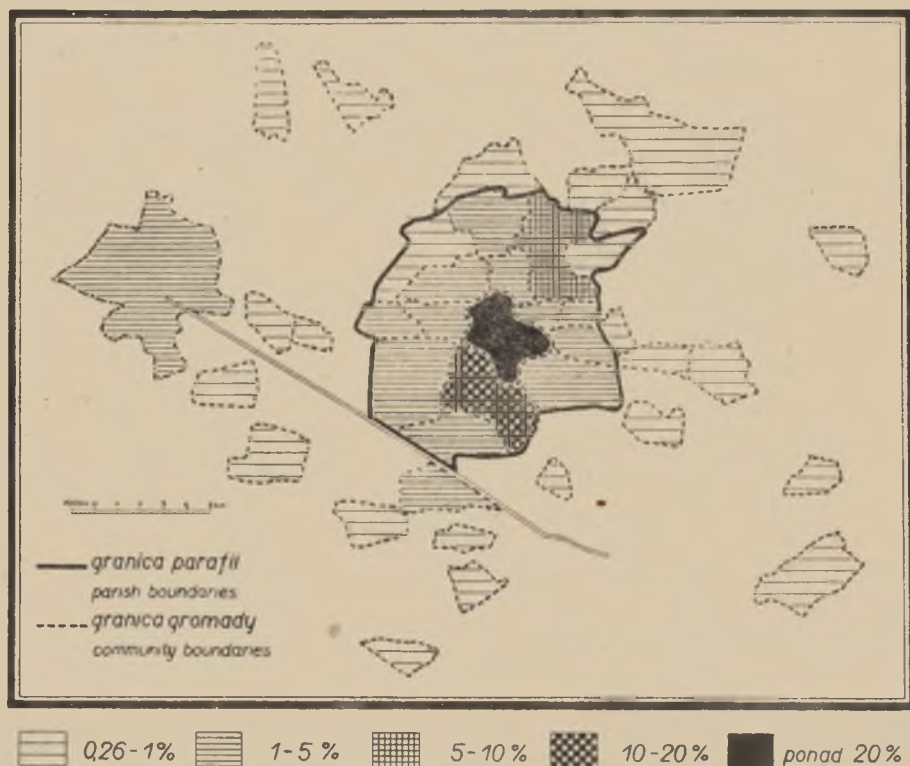 granica parafii
parish boundaries
granica gromady
community boundaries
0,26-1% 1-5% 5-10% 10-20% ponad 20%